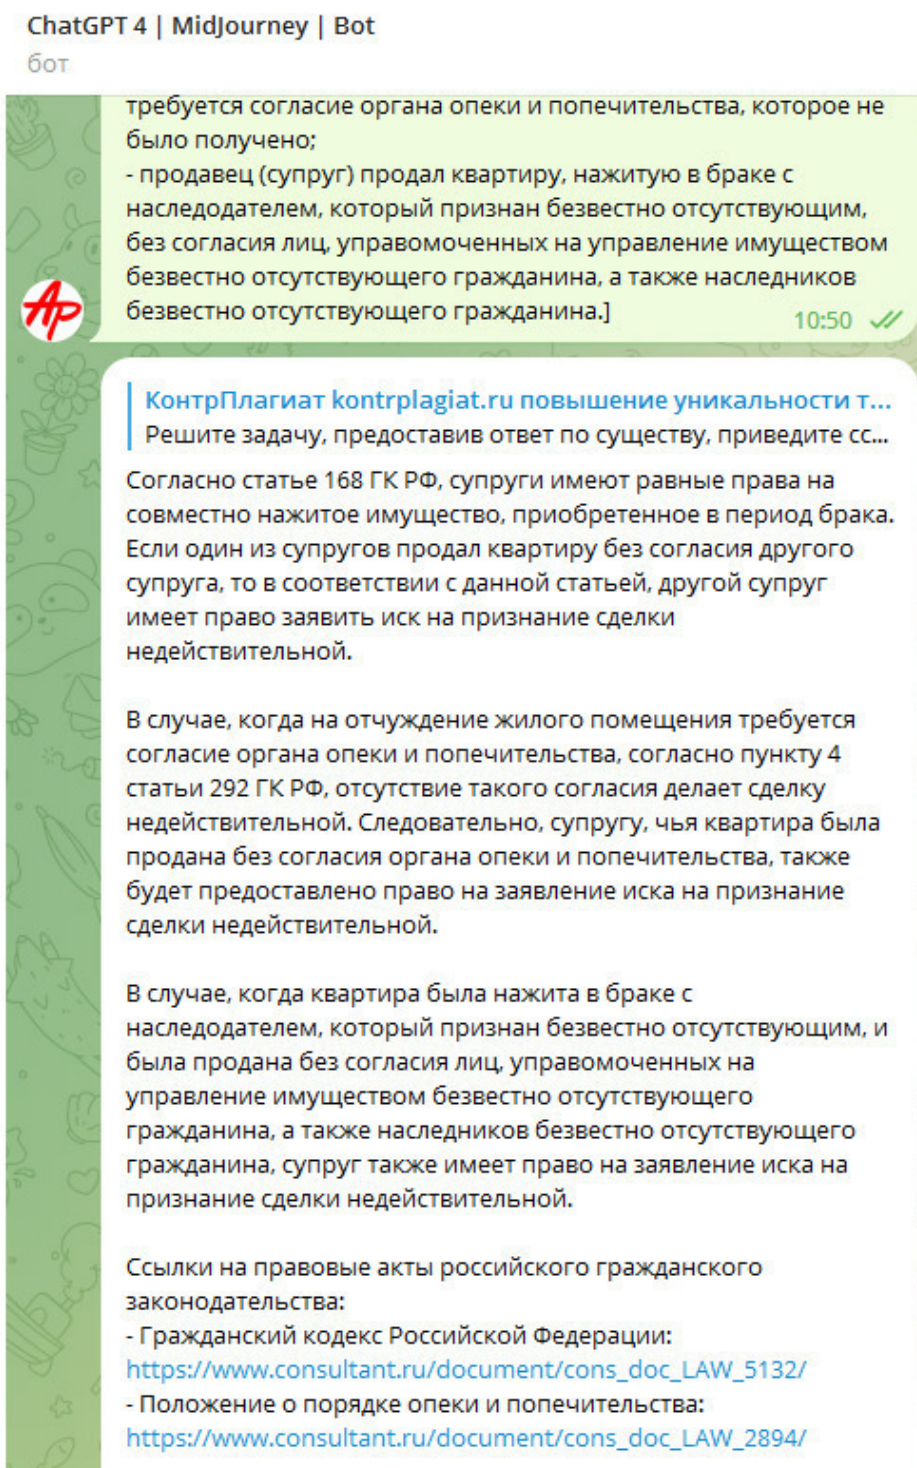 ChatGPT 4 | MidJourney | Bot
бот
требуется согласие органа опеки и попечительства, которое не
было получено;
- продавец (супруг) продал квартиру, нажитую в браке с
наследодателем, который признан безвестно отсутствующим,
без согласия лиц, управомоченных на управление имуществом
безвестно отсутствующего гражданина, а также наследников
безвестно отсутствующего гражданина.]
10:50
Ар
КонтрПлагиат kontrplagiat.ru повышение уникальности т...
Решите задачу, предоставив ответ по существу, приведите сс...
Согласно статье 168 ГК РФ, супруги имеют равные права на
совместно нажитое имущество, приобретенное в период брака.
Если один из супругов продал квартиру без согласия другого
супруга, то в соответствии с данной статьей, другой супруг
имеет право заявить иск на признание сделки
недействительной.
В случае, когда на отчуждение жилого помещения требуется
согласие органа опеки и попечительства, согласно пункту 4
статьи 292 ГК РФ, отсутствие такого согласия делает сделку
недействительной. Следовательно, супругу, чья квартира была
продана без согласия органа опеки и попечительства, также
будет предоставлено право на заявление иска на признание
сделки недействительной.
В случае, когда квартира была нажита в браке с
наследодателем, который признан безвестно отсутствующим, и
была продана без согласия лиц, управомоченных на
управление имуществом безвестно отсутствующего
гражданина, а также наследников безвестно отсутствующего
гражданина, супруг также имеет право на заявление иска на
признание сделки недействительной.
Ссылки на правовые акты российского гражданского
законодательства:
- Гражданский кодекс Российской Федерации:
https://www.consultant.ru/document/cons_doc_LAW_5132/
- Положение о порядке опеки и попечительства:
https://www.consultant.ru/document/cons_doc_LAW_2894/